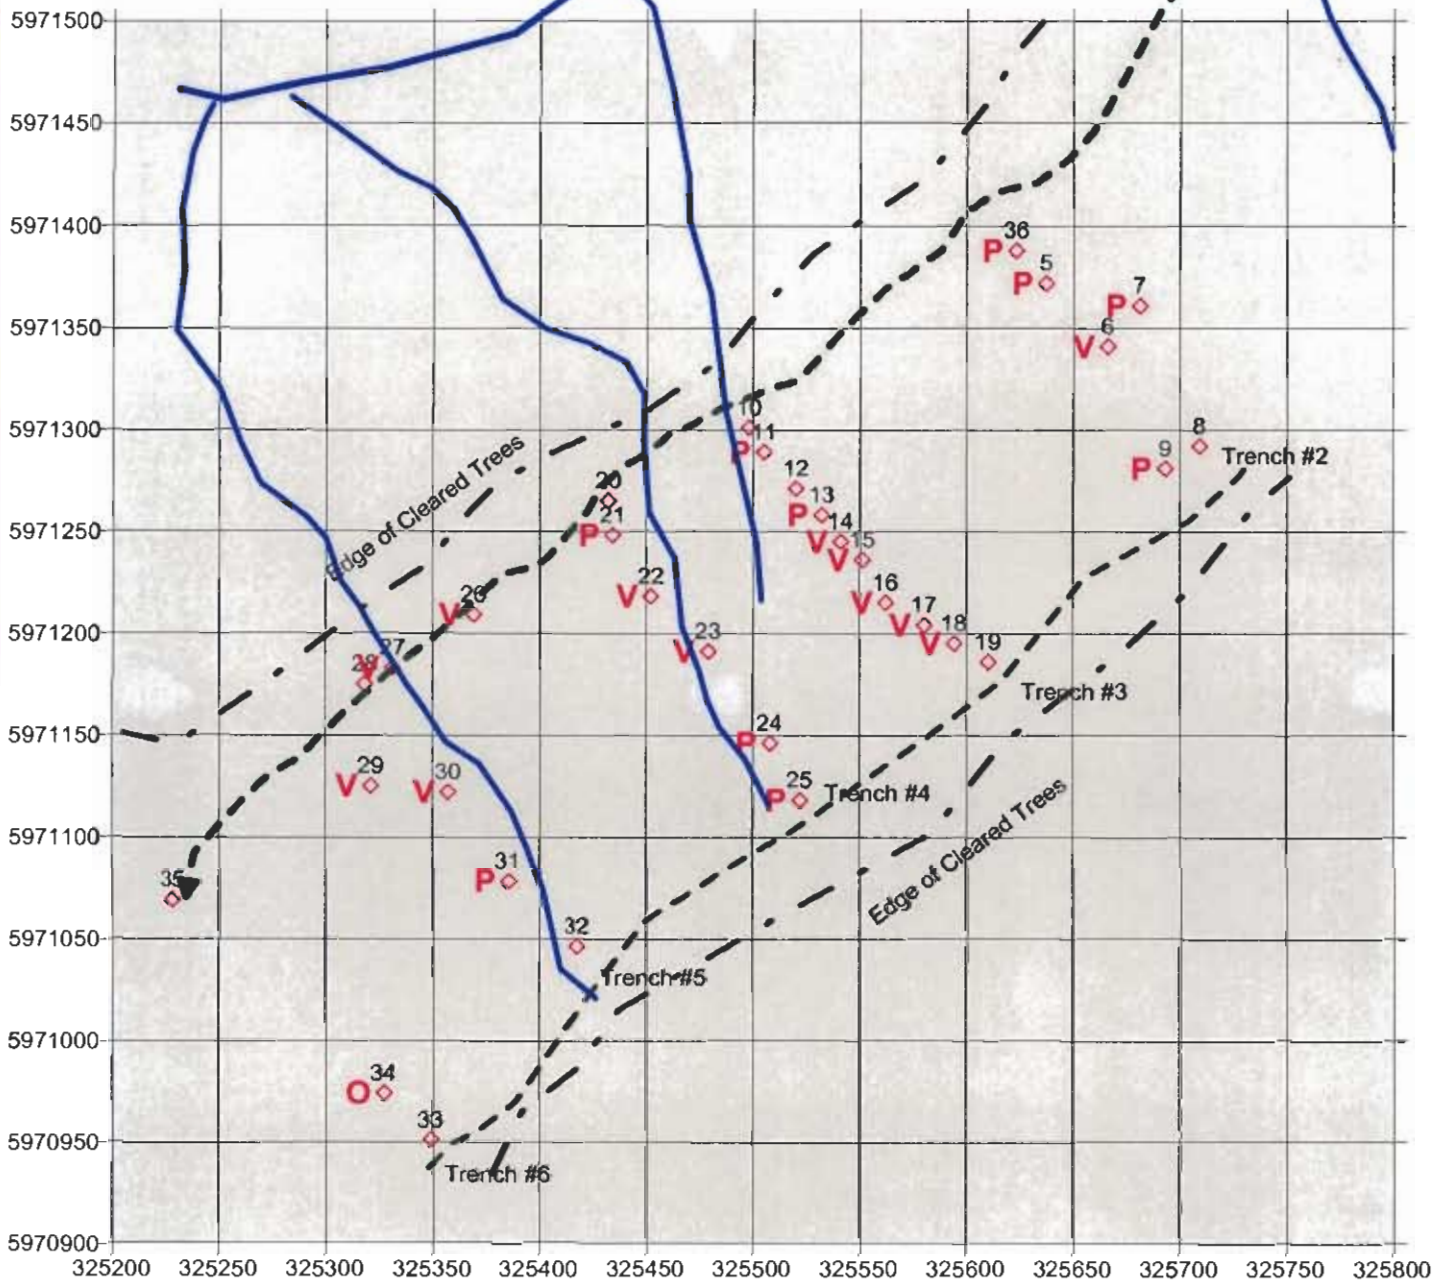 5971500
5971450
5971400
P 36
P 5
P 7
5971350
V 6
10
5971300
P 11
8
P 9
Trench #2
Edge of Cleared Trees
12
20
P 13
5971250
P 21
V 14
V 15
V 22
V 16
V 26
V 17
5971200
V 18
V 23
19
V 27
28
Trench #3
5971150
P 24
V 29
V 30
P 25
Trench #4
5971100
Edge of Cleared Trees
P 31
35
5971050
32
Trench #5
5971000
O 34
33
5970950
Trench #6
5970900
325200 325250 325300 325350 325400 325450 325500 325550 325600 325650 325700 325750 325800